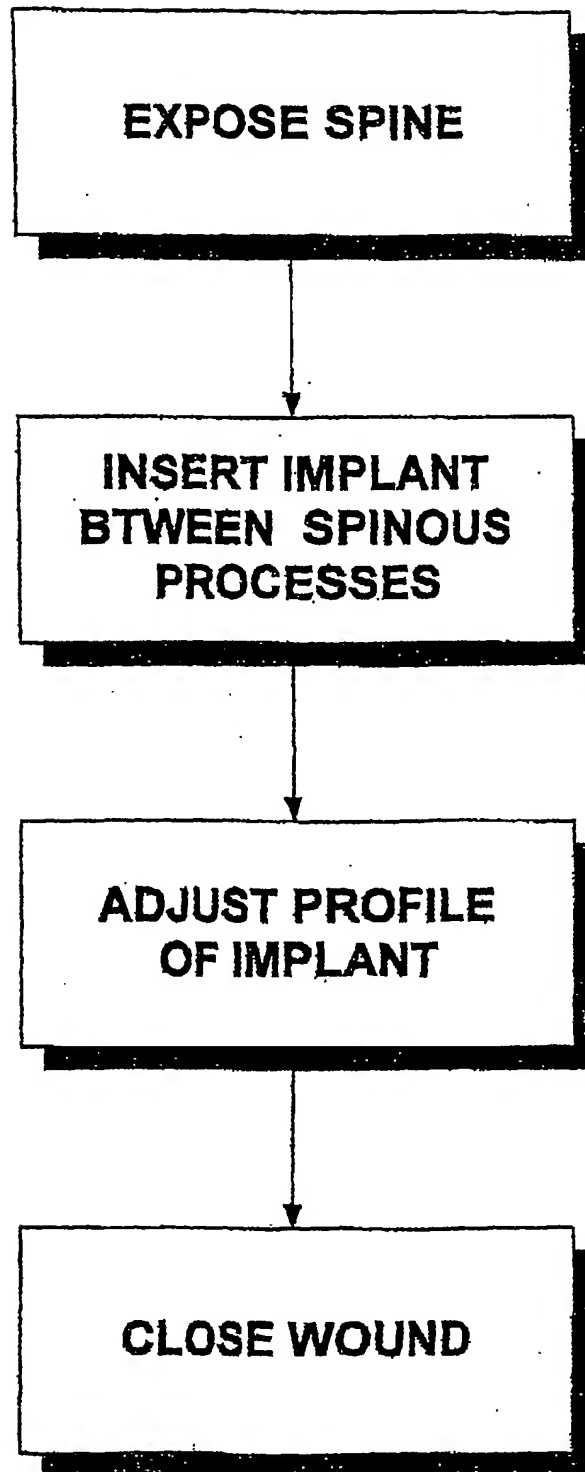 EXPOSE SPINE
INSERT IMPLANT
BTWEEN SPINOUS
PROCESSES
ADJUST PROFILE
OF IMPLANT
CLOSE WOUND